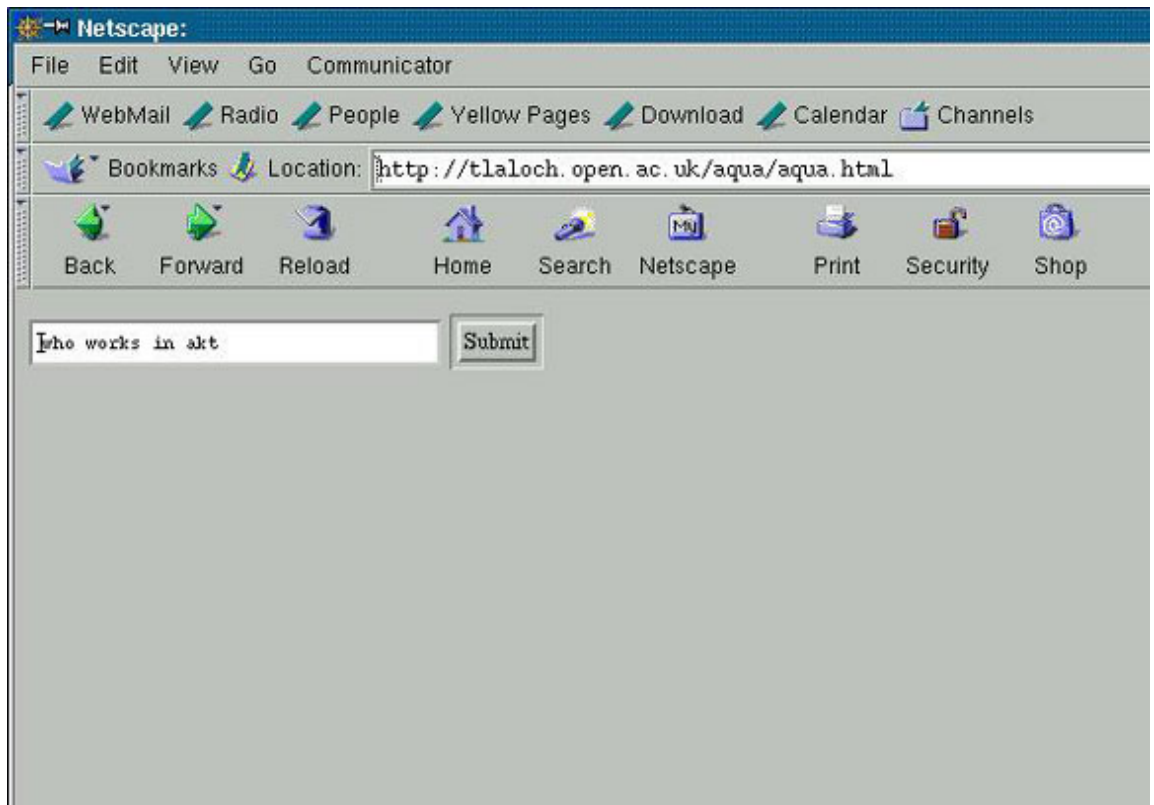 Netscape:
File Edit View Go Communicator
WebMail Radio People Yellow Pages Download Calendar Channels
Bookmarks Location: http://tlaloch.open.ac.uk/aqua/aqua.html
My
Back Forward Reload Home Search Netscape Print Security Shop
who works in akt Submit